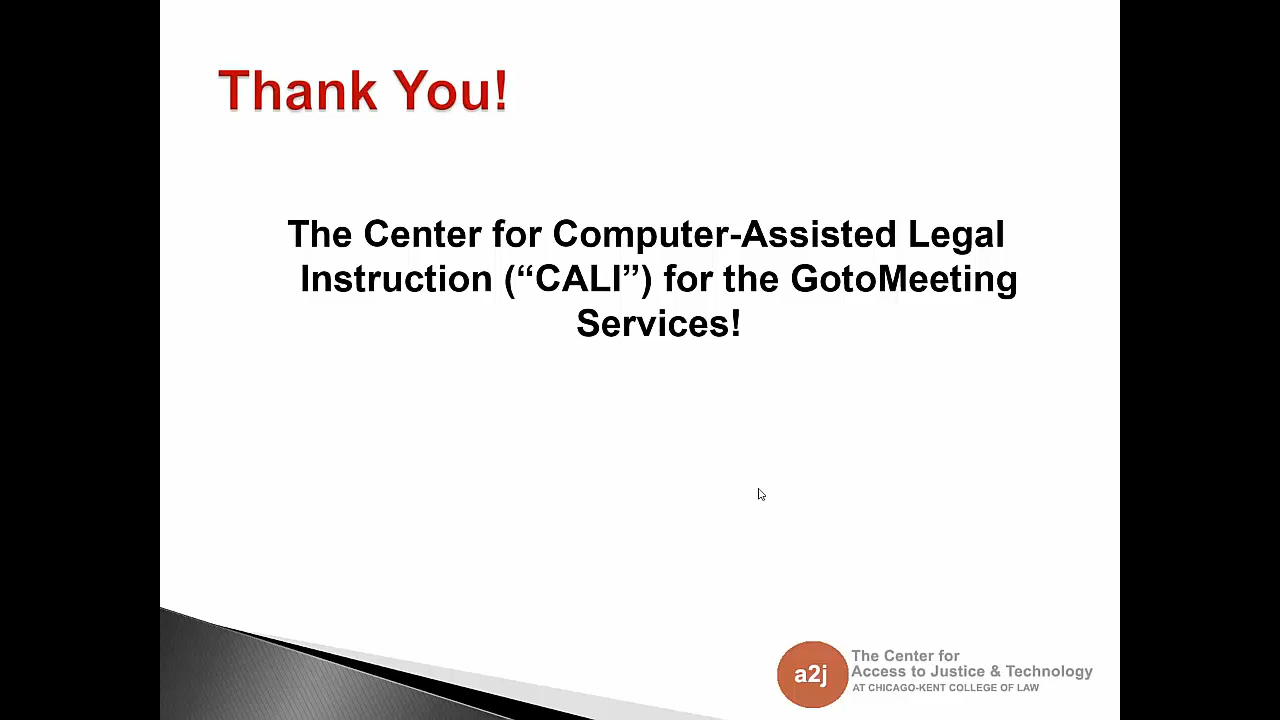 Thank You!
The Center for Computer-Assisted Legal
Instruction (“CALI”) for the GotoMeeting
Services!
a2j
The Center for
Access to Justice & Technology
AT CHICAGO-KENT COLLEGE OF LAW